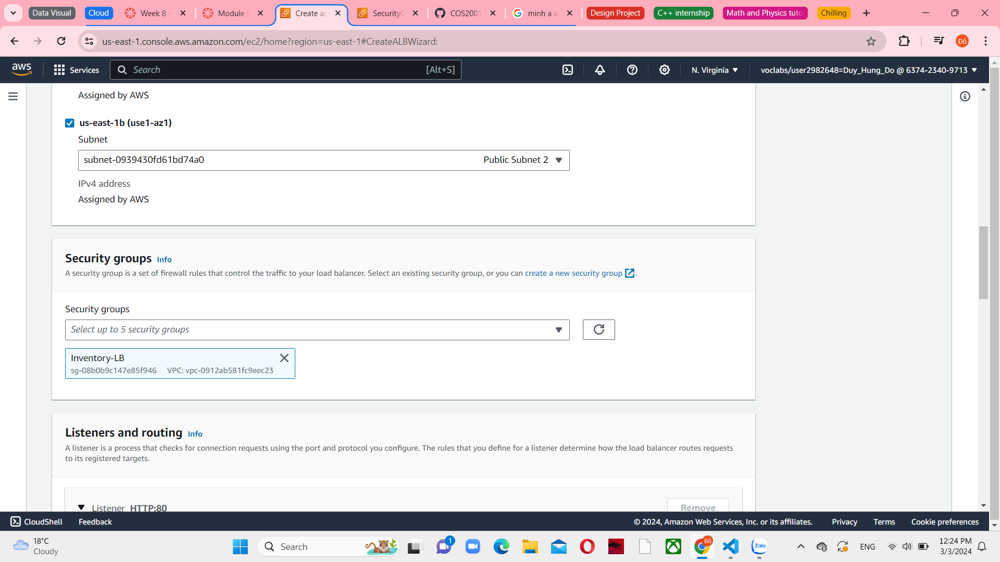 Data Visual
Cloud
Week 8 -
Module 9
Create ap
SecurityG
COS2001
minh a s
Design Project
C++ internship
Math and Physics tuto
Chilling
us-east-1.console.aws.amazon.com/ec2/home?region=us-east-1#CreateALBWizard:
Đỗ
aws
Services
Search
[Alt+S]
N. Virginia
voclabs/user2982648=Duy_Hung_Do @ 6374-2340-9713
Assigned by AWS
us-east-1b (use1-az1)
Subnet
subnet-0939430fd61bd74a0
Public Subnet 2
IPv4 address
Assigned by AWS
Security groups Info
A security group is a set of firewall rules that control the traffic to your load balancer. Select an existing security group, or you can create a new security group .
Security groups
Select up to 5 security groups
Inventory-LB
sg-08b0b9c147e85f946 VPC: vpc-0912ab581fc9eec23
Listeners and routing Info
A listener is a process that checks for connection requests using the port and protocol you configure. The rules that you define for a listener determine how the load balancer routes requests
to its registered targets.
Listener HTTP:80
Remove
CloudShell
Feedback
© 2024, Amazon Web Services, Inc. or its affiliates.
Privacy
Terms
Cookie preferences
18°C
Cloudy
Search
1
Đỗ
Zalo
ENG
12:24 PM
3/3/2024